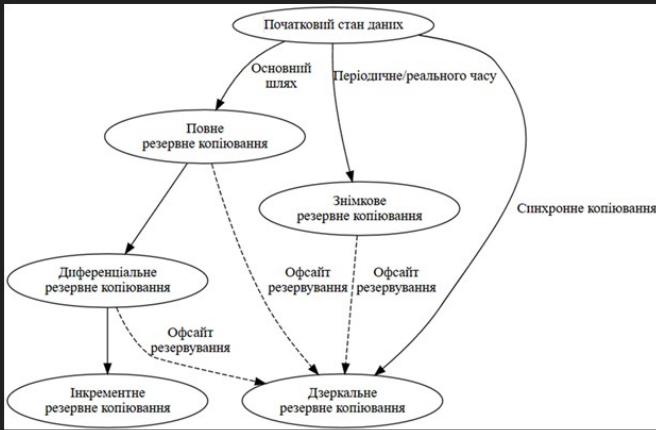 Початковий стан даних
Основний
шлях
Періодичне/реального часу
Повне
резервне копіювання
Знімкове
резервне копіювання
Синхронне копіювання
Диференціальне
резервне копіювання
Офсайт
резервування
Офсайт
резервування
Офсайт
резервування
Інкрементне
резервне копіювання
Дзеркальне
резервне копіювання